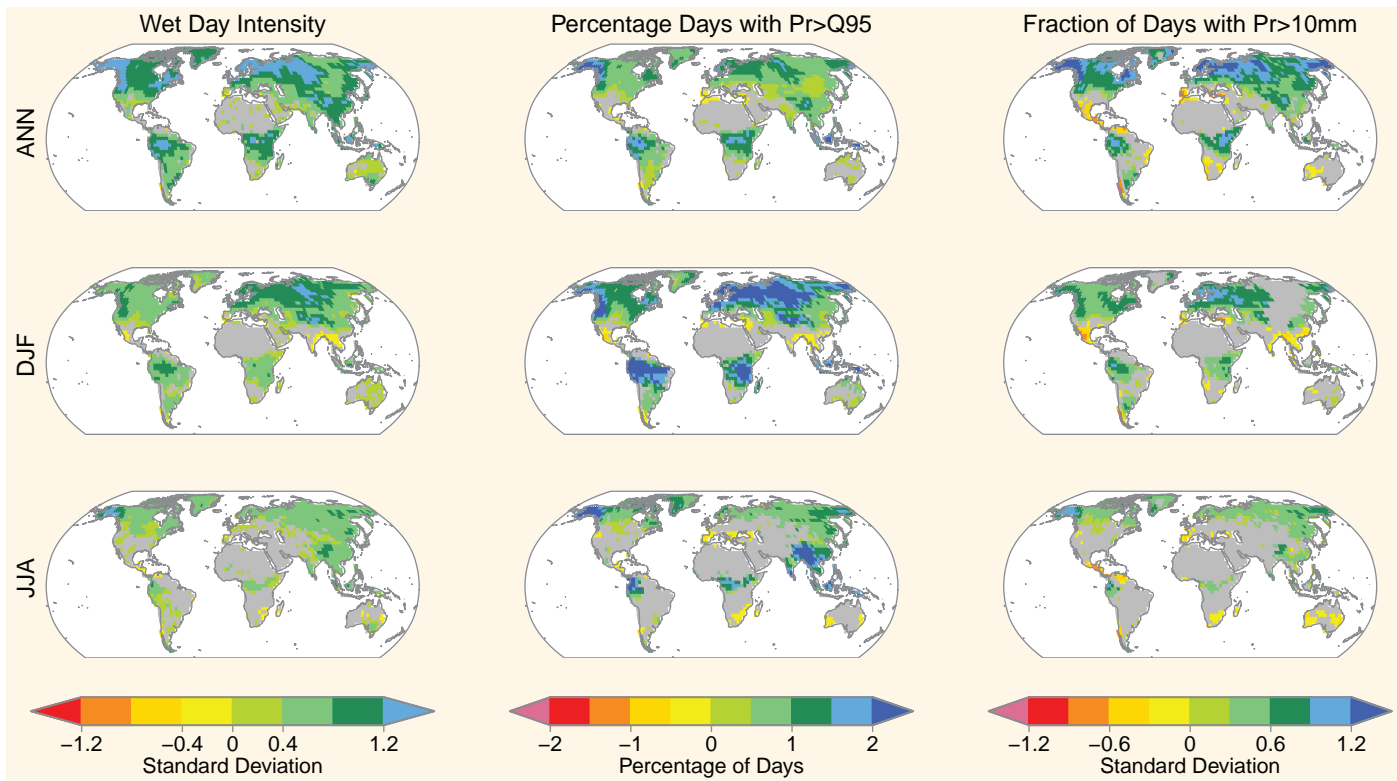 Wet Day Intensity
Percentage Days with Pr>Q95
Fraction of Days with Pr>10mm
ANN
DJF
JJA
−1.2 −0.4 0 0.4 1.2
Standard Deviation
−2 −1 0 1 2
Percentage of Days
−1.2 −0.6 0 0.6 1.2
Standard Deviation